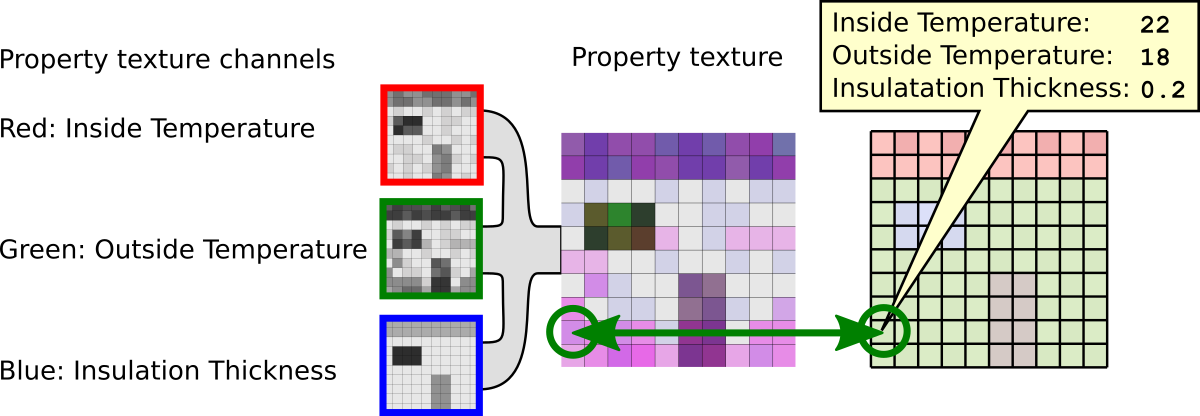 Property texture channels
Red: Inside Temperature
Green: Outside Temperature
Blue: Insulation Thickness
Property texture
Inside Temperature: 22
Outside Temperature: 18
Insulatation Thickness: 0.2